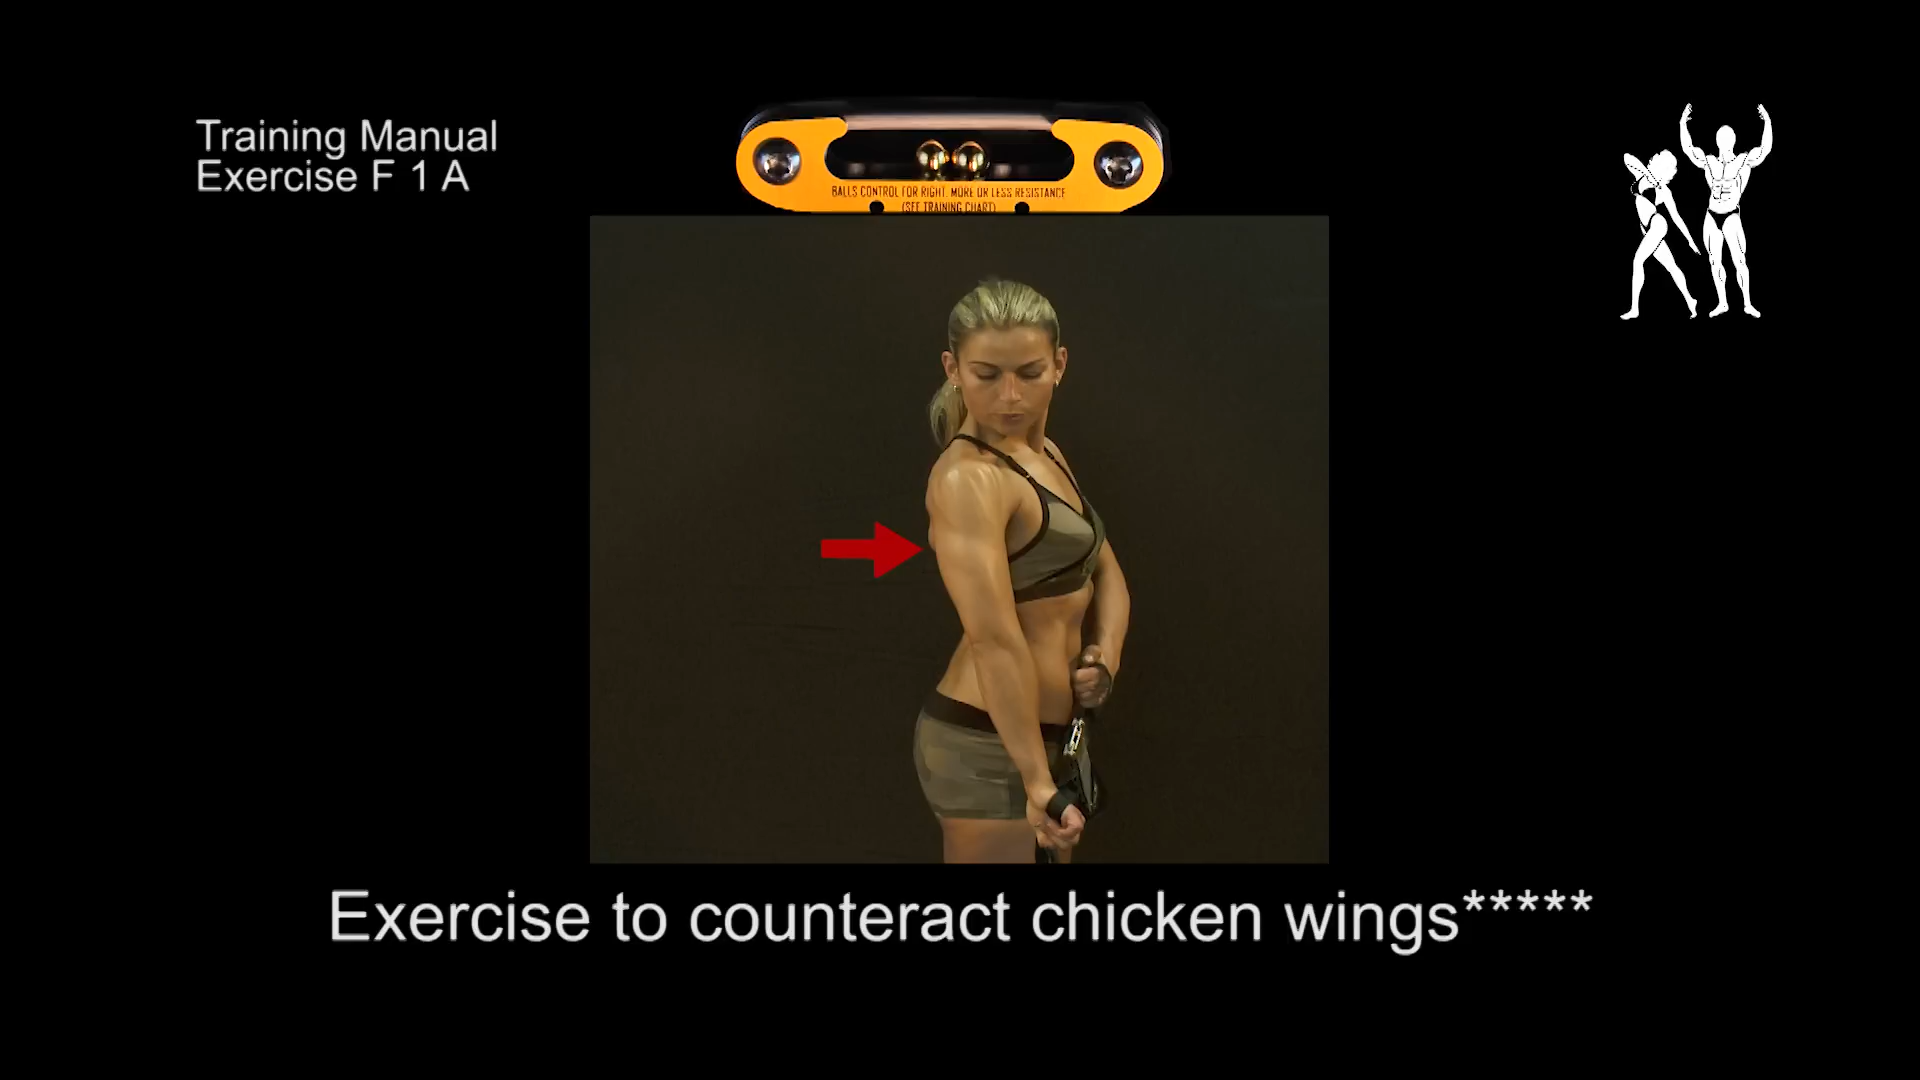 Training Manual
Exercise F 1 A
BALLS CONTROL FOR RIGHT, MORE OR LESS RESISTANCE
(SEE TRAINING CHART)
Exercise to counteract chicken wings*****